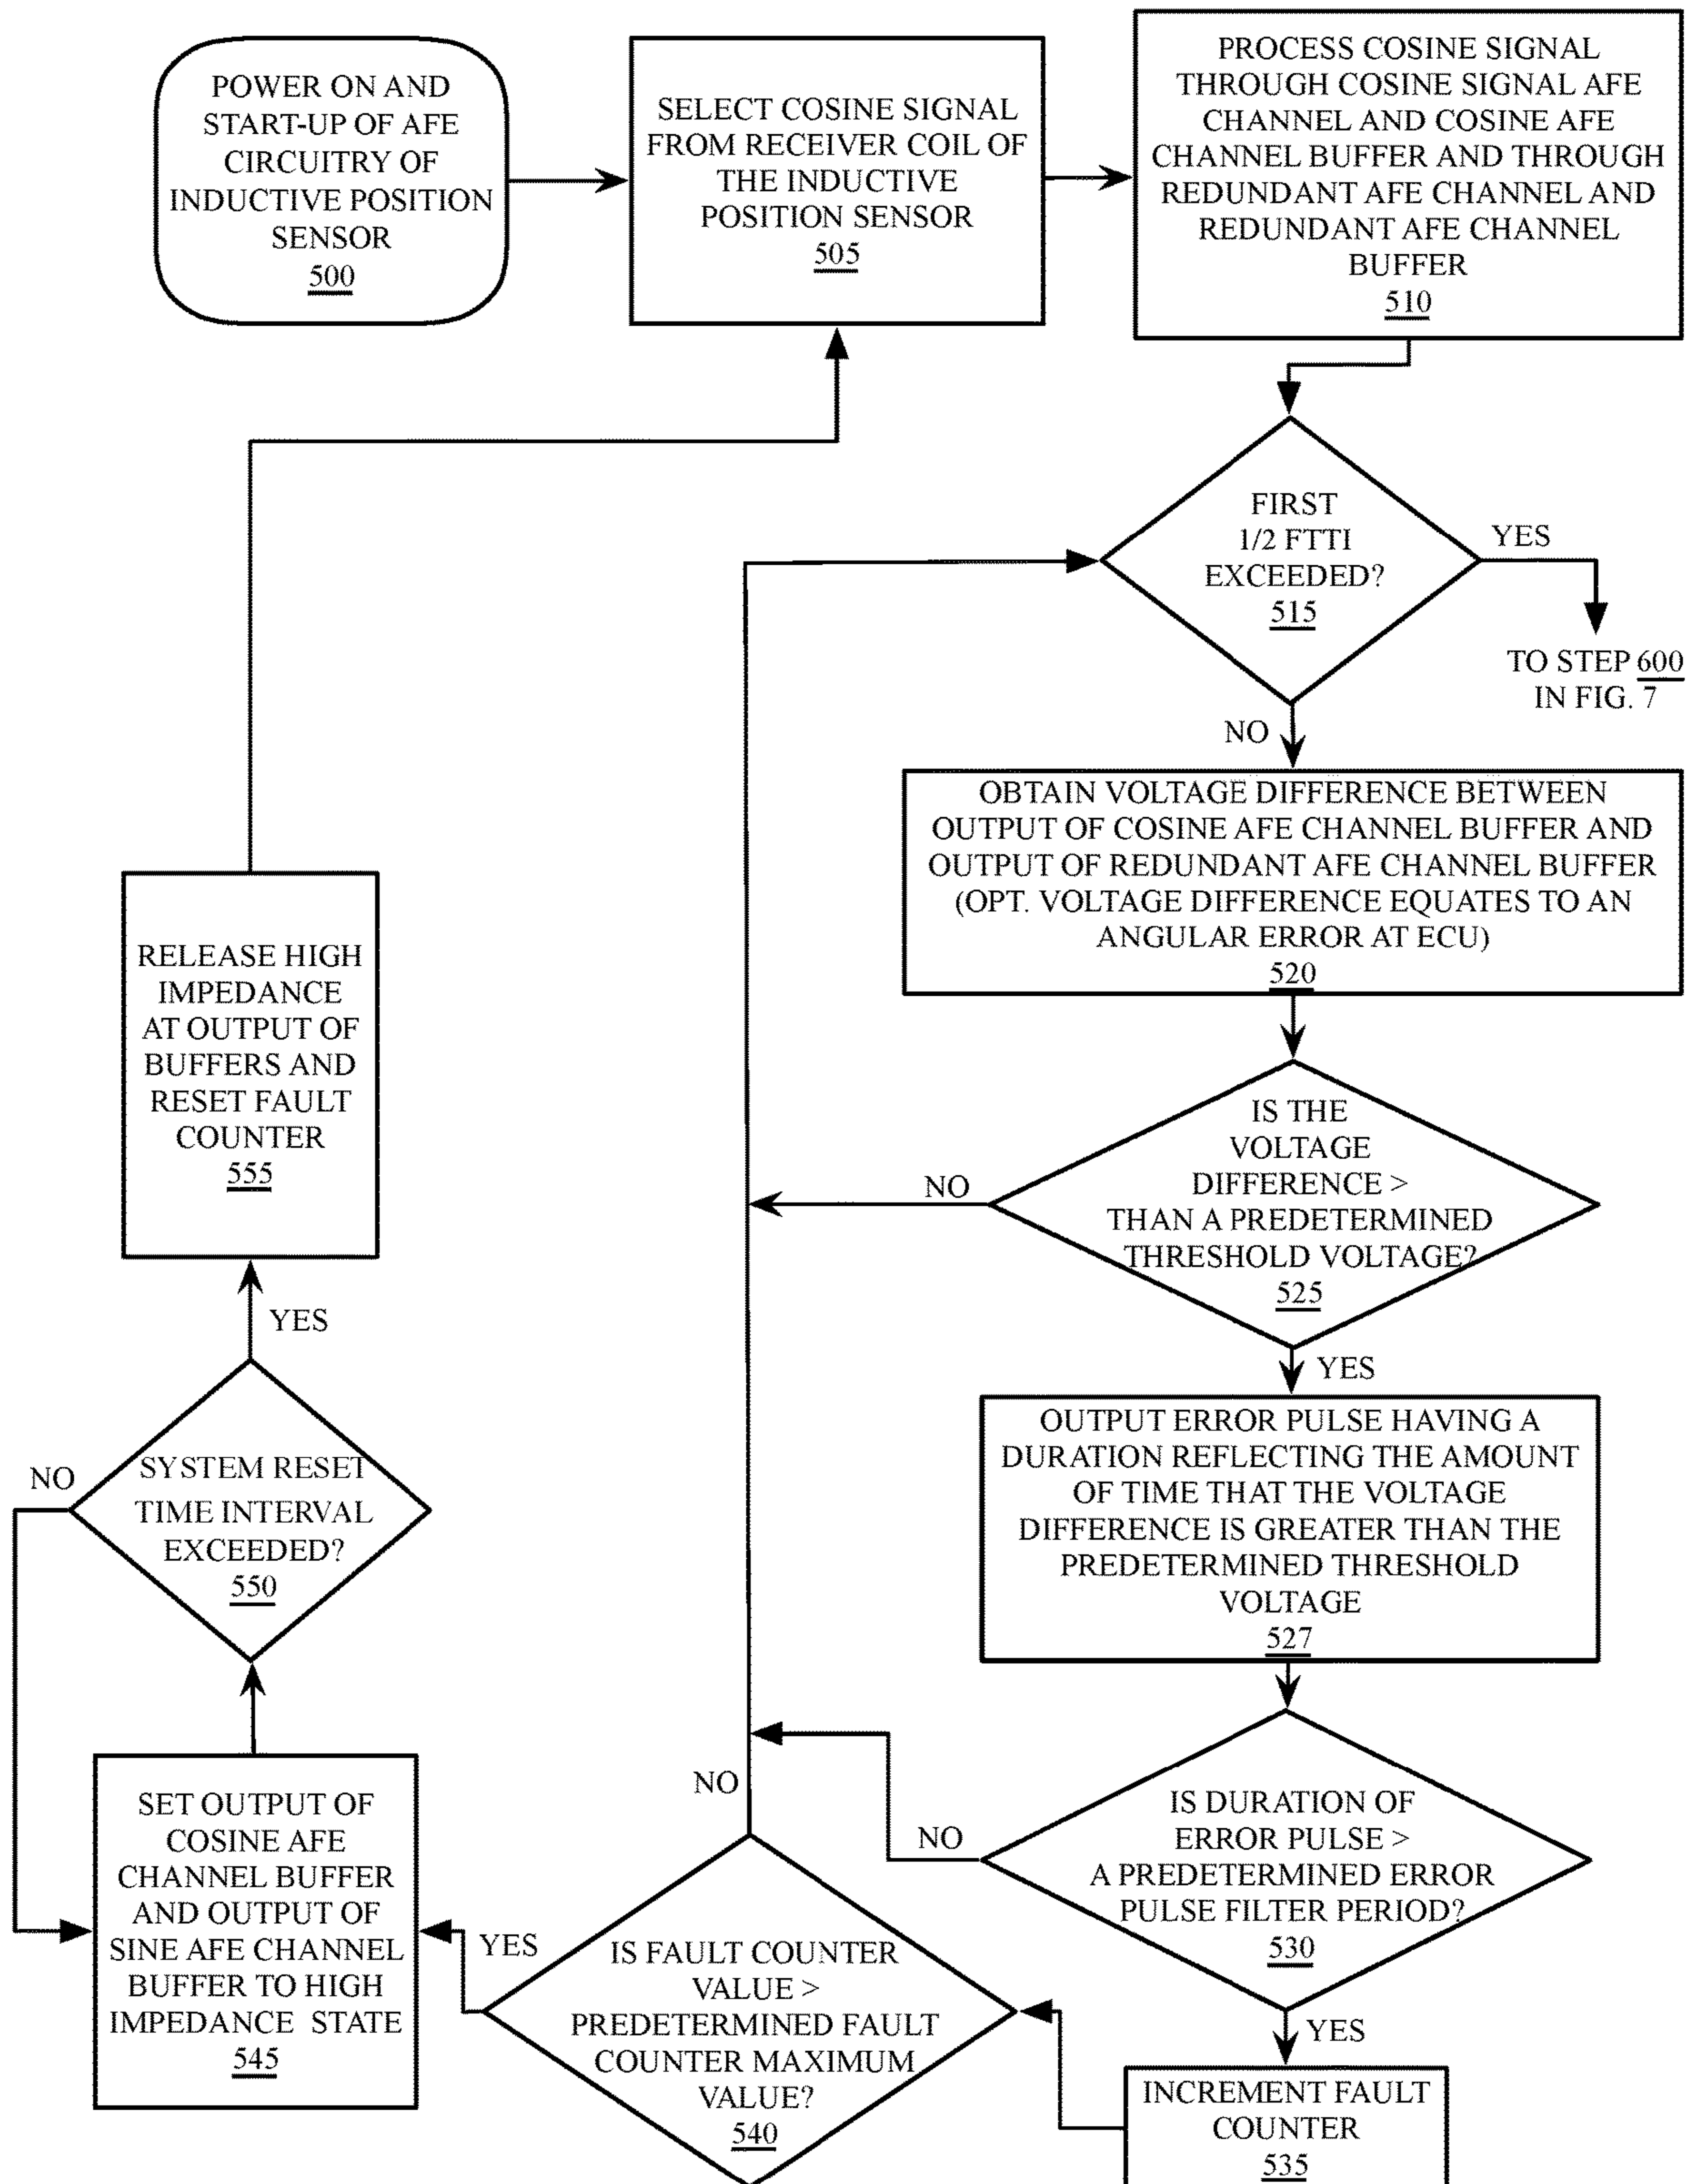 POWER ON AND
START-UP OF AFE
CIRCUITRY OF
INDUCTIVE POSITION
SENSOR
500
SELECT COSINE SIGNAL
FROM RECEIVER COIL OF
THE INDUCTIVE
POSITION SENSOR
505
PROCESS COSINE SIGNAL
THROUGH COSINE SIGNAL AFE
CHANNEL AND COSINE AFE
CHANNEL BUFFER AND THROUGH
REDUNDANT AFE CHANNEL AND
REDUNDANT AFE CHANNEL
BUFFER
510
FIRST
1/2 FTTI
EXCEEDED?
515
YES
TO STEP 600
IN FIG. 7
NO
OBTAIN VOLTAGE DIFFERENCE BETWEEN
OUTPUT OF COSINE AFE CHANNEL BUFFER AND
OUTPUT OF REDUNDANT AFE CHANNEL BUFFER
(OPT. VOLTAGE DIFFERENCE EQUATES TO AN
ANGULAR ERROR AT ECU)
520
IS THE
VOLTAGE
DIFFERENCE >
THAN A PREDETERMINED
THRESHOLD VOLTAGE?
525
NO
YES
OUTPUT ERROR PULSE HAVING A
DURATION REFLECTING THE AMOUNT
OF TIME THAT THE VOLTAGE
DIFFERENCE IS GREATER THAN THE
PREDETERMINED THRESHOLD
VOLTAGE
527
IS DURATION OF
ERROR PULSE >
A PREDETERMINED ERROR
PULSE FILTER PERIOD?
530
NO
YES
INCREMENT FAULT
COUNTER
535
IS FAULT COUNTER
VALUE >
PREDETERMINED FAULT
COUNTER MAXIMUM
VALUE?
540
NO
YES
SET OUTPUT OF
COSINE AFE
CHANNEL BUFFER
AND OUTPUT OF
SINE AFE CHANNEL
BUFFER TO HIGH
IMPEDANCE STATE
545
SYSTEM RESET
TIME INTERVAL
EXCEEDED?
550
NO
YES
RELEASE HIGH
IMPEDANCE
AT OUTPUT OF
BUFFERS AND
RESET FAULT
COUNTER
555